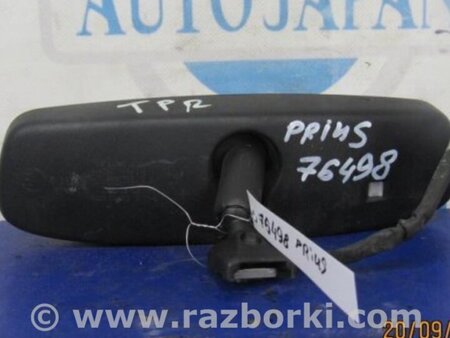 AUTOJAPAN
TPR
PRiUS
76498
76498 PRiUS
www.razborki.com
20/09/